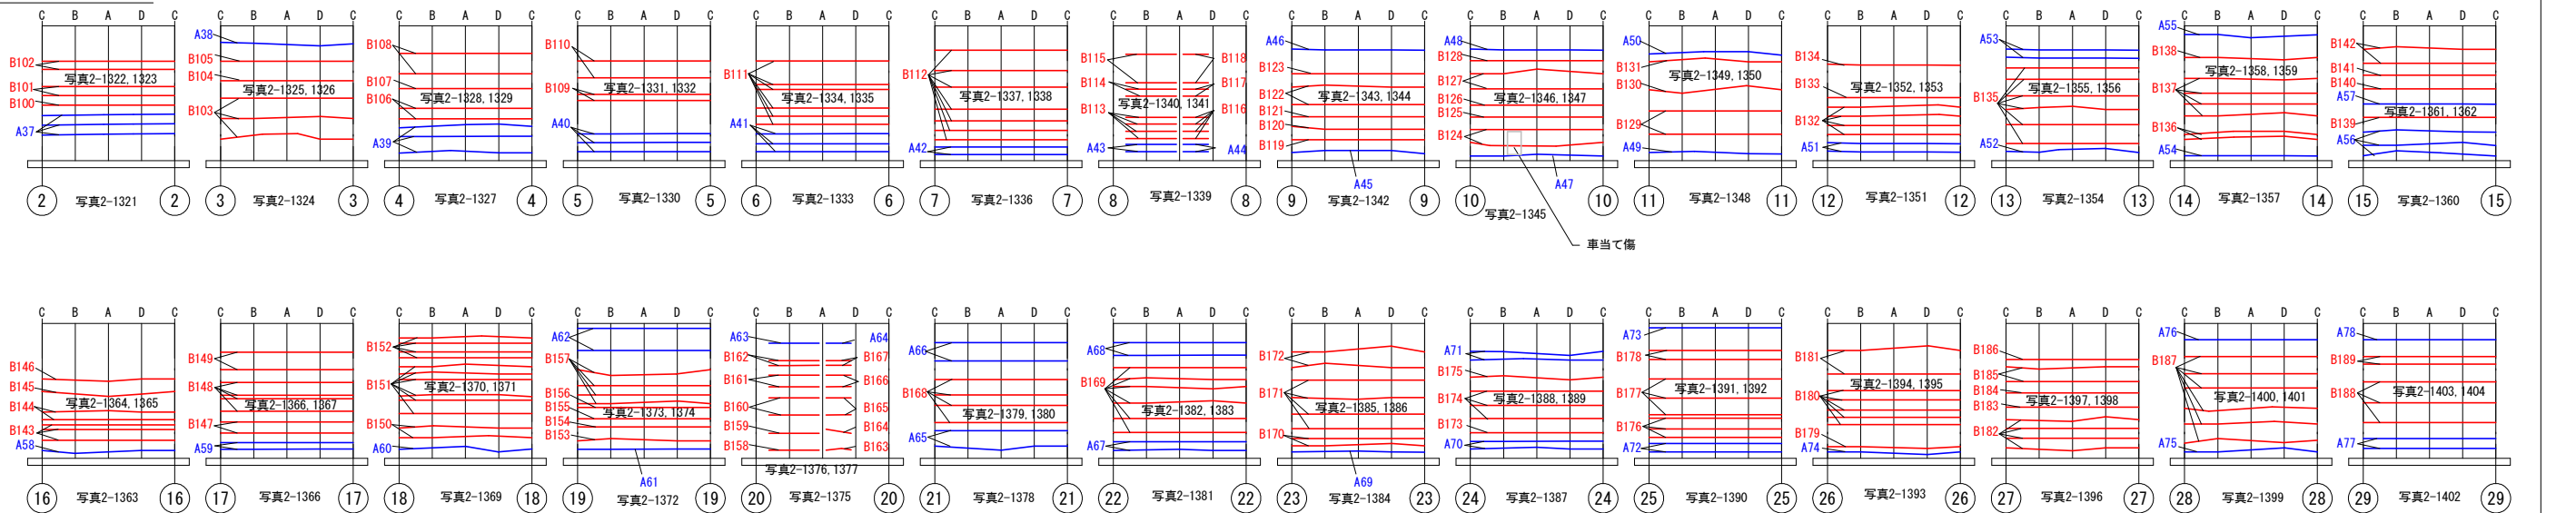 C B A D C
B102
写真2-1322, 1323
B101
B100
A37
2 写真2-1321 2
C B A D C
A38
B105
B104
写真2-1325, 1326
B103
3 写真2-1324 3
C B A D C
B108
B107
B106
写真2-1328, 1329
A39
4 写真2-1327 4
C B A D C
B110
B109
写真2-1331, 1332
A40
5 写真2-1330 5
C B A D C
B111
写真2-1334, 1335
A41
6 写真2-1333 6
C B A D C
B112
写真2-1337, 1338
A42
7 写真2-1336 7
C B A D C
B115 B118
B114 B117
写真2-1340, 1341
B113 B116
A43 A44
8 写真2-1339 8
C B A D C
A46
B123
B122
写真2-1343, 1344
B121
B120
B119
A45
9 写真2-1342 9
C B A D C
A48
B128
B127
写真2-1346, 1347
B126
B125
B124
A47
10 写真2-1345 10
車当て傷
C B A D C
A50
B131
写真2-1349, 1350
B130
B129
A49
11 写真2-1348 11
C B A D C
B134
B133
写真2-1352, 1353
B132
A51
12 写真2-1351 12
C B A D C
A53
写真2-1355, 1356
B135
A52
13 写真2-1354 13
C B A D C
A55
B138
写真2-1358, 1359
B137
B136
A54
14 写真2-1357 14
C B A D C
B142
B141
B140
A57
写真2-1361, 1362
B139
A56
15 写真2-1360 15
C B A D C
B146
B145
写真2-1364, 1365
B144
B143
A58
16 写真2-1363 16
C B A D C
B149
B148
写真2-1366, 1367
B147
A59
17 写真2-1366 17
C B A D C
B152
B151
写真2-1370, 1371
B150
A60
18 写真2-1369 18
C B A D C
A62
B157
B156
B155
写真2-1373, 1374
B154
B153
A61
19 写真2-1372 19
C B A D C
A63 A64
B162 B167
B161 B166
B160 B165
B159 B164
B158 B163
写真2-1376, 1377
20 写真2-1375 20
C B A D C
A66
B168
写真2-1379, 1380
A65
21 写真2-1378 21
C B A D C
A68
B169
写真2-1382, 1383
A67
22 写真2-1381 22
C B A D C
B172
B171
写真2-1385, 1386
B170
A69
23 写真2-1384 23
C B A D C
A71
B175
B174
写真2-1388, 1389
B173
A70
24 写真2-1387 24
C B A D C
A73
B178
B177
写真2-1391, 1392
B176
A72
25 写真2-1390 25
C B A D C
B181
写真2-1394, 1395
B180
B179
A74
26 写真2-1393 26
C B A D C
B186
B185
B184
写真2-1397, 1398
B183
B182
27 写真2-1396 27
C B A D C
A76
B187
写真2-1400, 1401
A75
28 写真2-1399 28
C B A D C
A78
B189
B188
写真2-1403, 1404
A77
29 写真2-1402 29